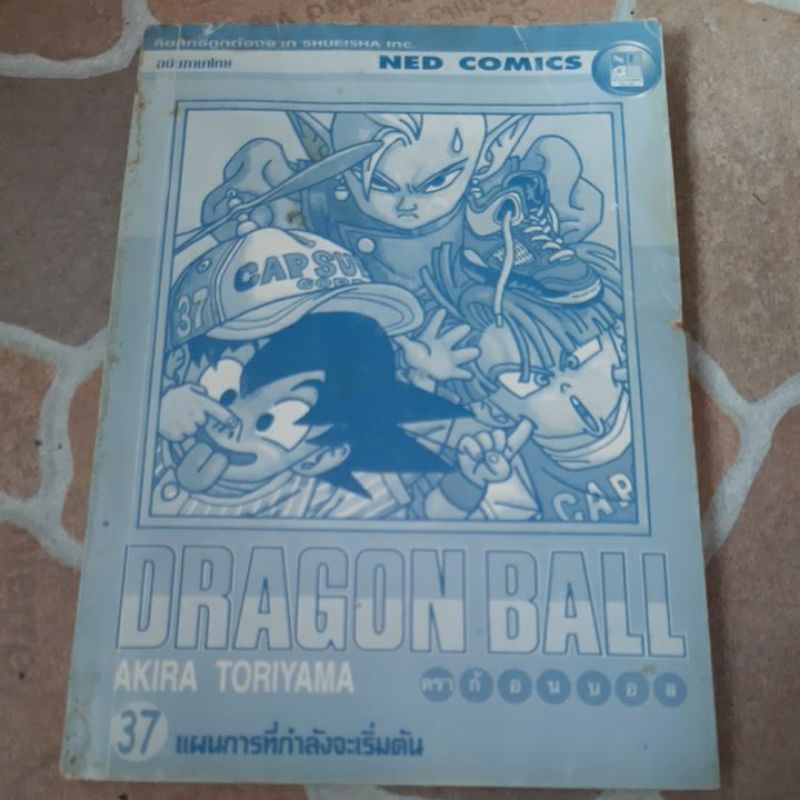 ลิขสิทธิ์ถูกต้องจาก SHUEISHA Inc.
ฉบับภาษาไทย
NED COMICS
CAPSU
CORP
37
CAP
DRAGON BALL
AKIRA TORIYAMA
ดราก้อนบอล
37 แผนการที่กำลังจะเริ่มต้น